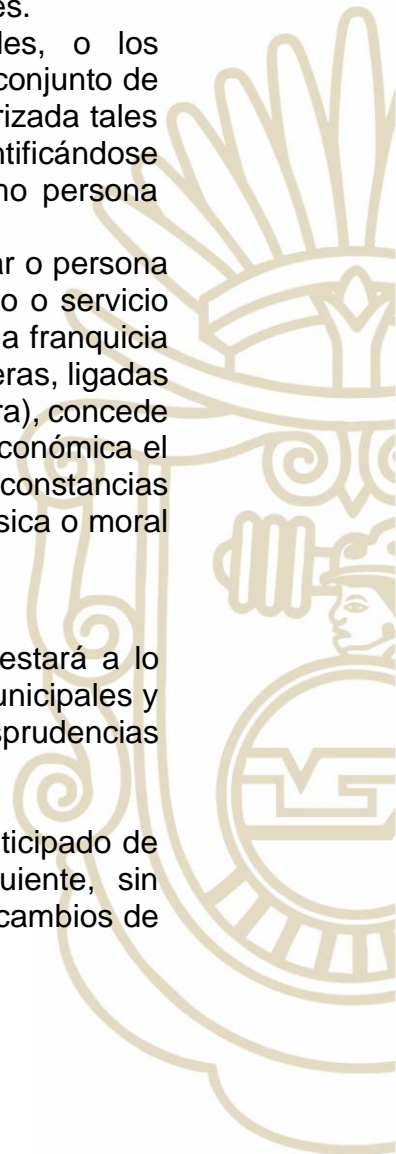 es.
les, o los
conjunto de
rizada tales
ntificándose
no persona
ar o persona
o o servicio
a franquicia
eras, ligadas
ra), concede
conómica el
constancias
sica o moral
estará a lo
unicipales y
sprudencias
ticipado de
uiente, sin
cambios de